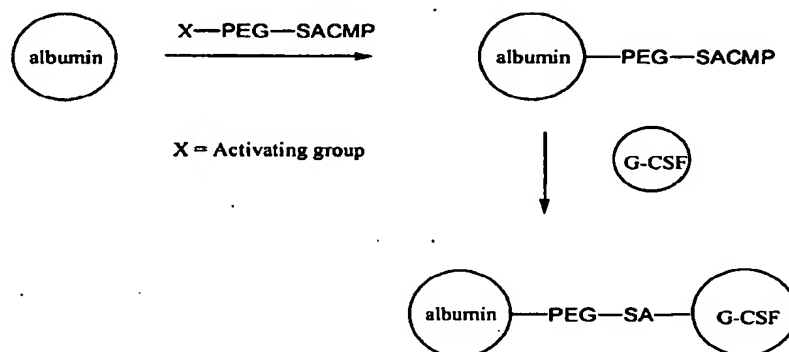 X—PEG—SACMP
albumin
albumin—PEG—SACMP
X = Activating group
G-CSF
albumin—PEG—SA—G-CSF